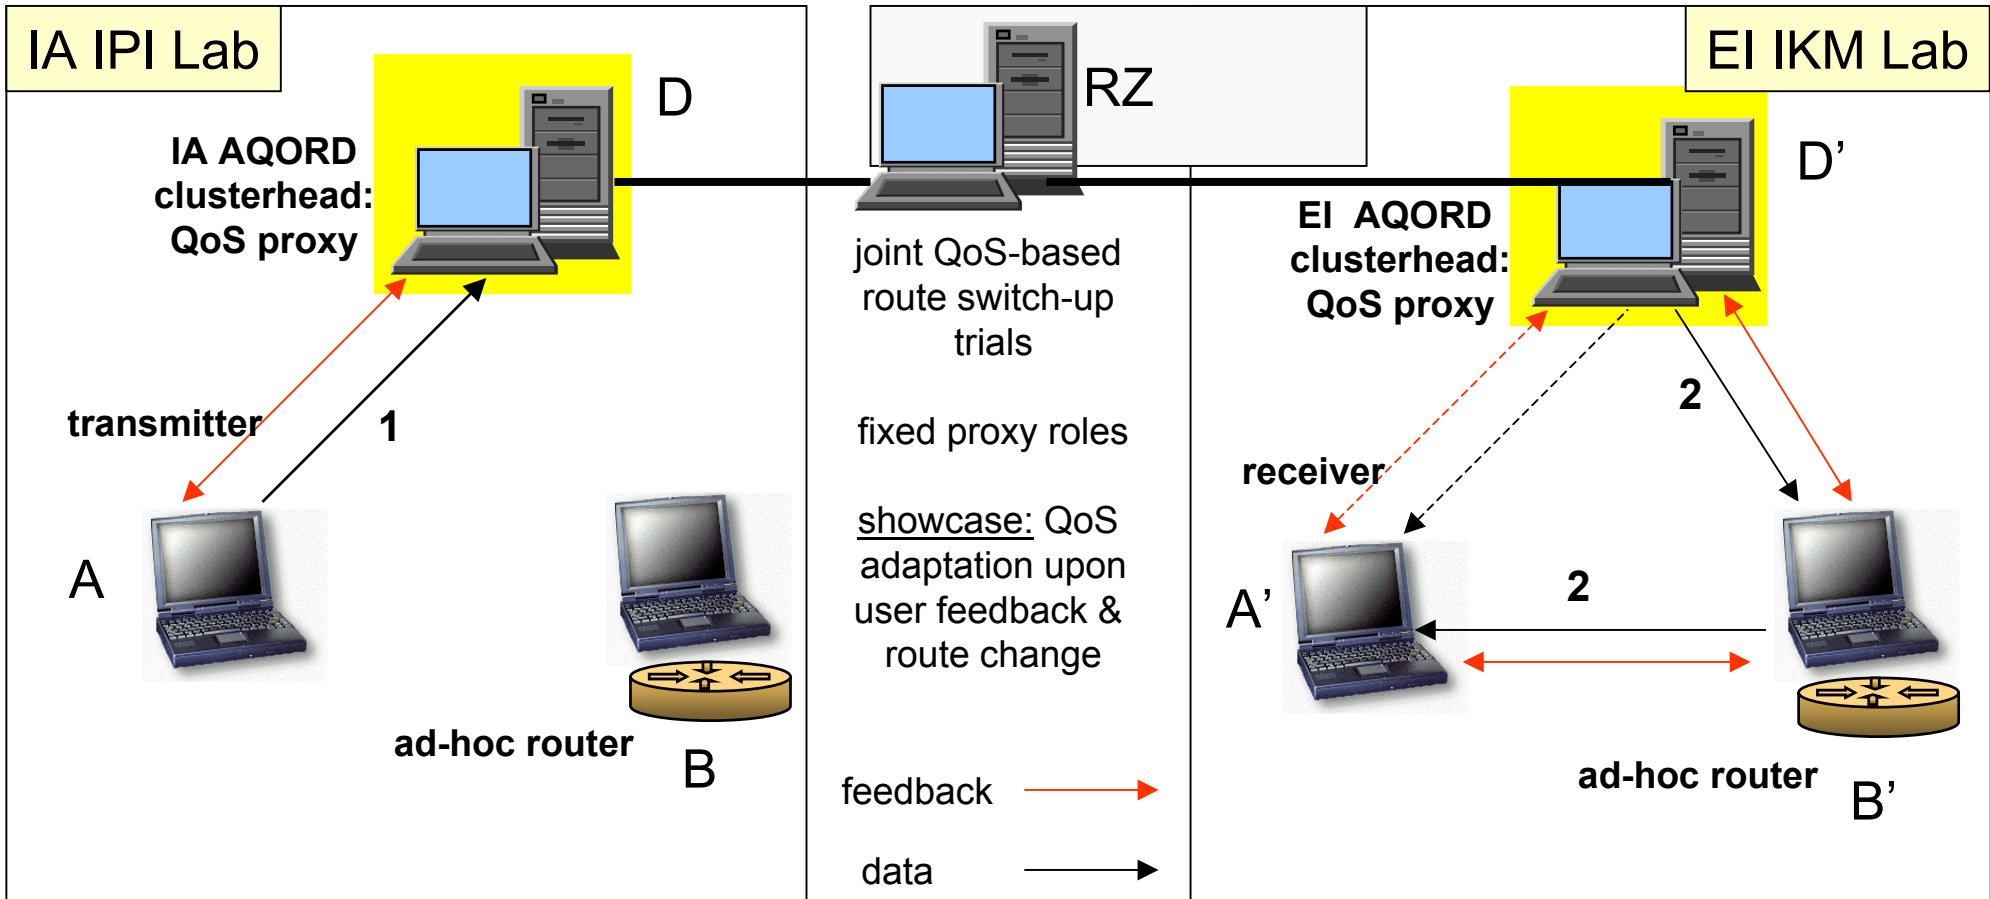 IA IPI Lab
D
IA AQORD
clusterhead:
QoS proxy
transmitter
1
A
ad-hoc router
B
RZ
joint QoS-based
route switch-up
trials
fixed proxy roles
showcase: QoS
adaptation upon
user feedback &
route change
feedback
data
EI IKM Lab
D’
EI AQORD
clusterhead:
QoS proxy
2
receiver
A’
2
ad-hoc router
B’